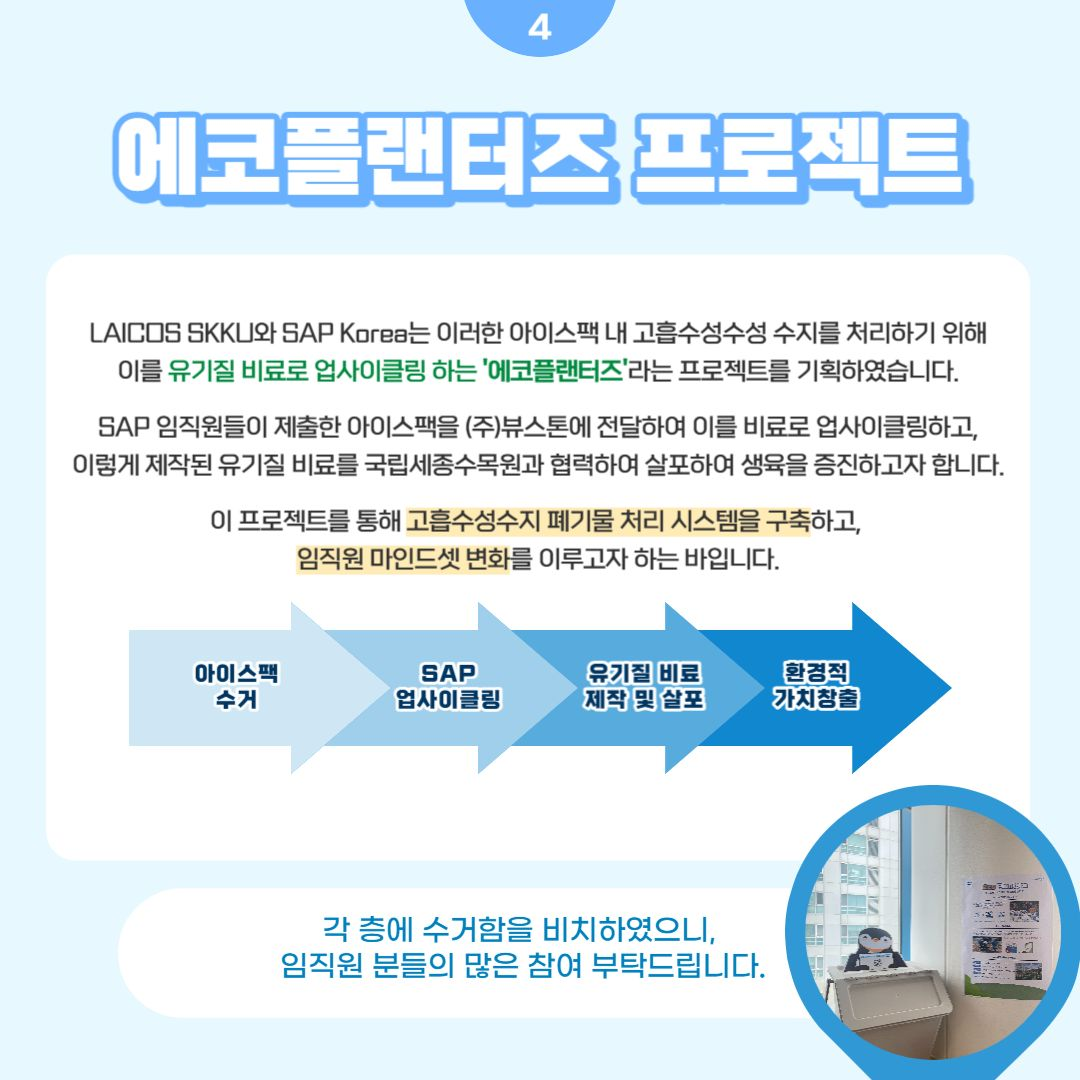 4
에코플랜터즈 프로젝트
LAICOS SKKU와 SAP Korea는 이러한 아이스팩 내 고흡수성수성 수지를 처리하기 위해
이를 유기질 비료로 업사이클링 하는 '에코플랜터즈'라는 프로젝트를 기획하였습니다.
SAP 임직원들이 제출한 아이스팩을 (주)뷰스톤에 전달하여 이를 비료로 업사이클링하고,
이렇게 제작된 유기질 비료를 국립세종수목원과 협력하여 살포하여 생육을 증진하고자 합니다.
이 프로젝트를 통해 고흡수성수지 폐기물 처리 시스템을 구축하고,
임직원 마인드셋 변화를 이루고자 하는 바입니다.
아이스팩
수거
SAP
업사이클링
유기질 비료
제작 및 살포
환경적
가치창출
각 층에 수거함을 비치하였으니,
임직원 분들의 많은 참여 부탁드립니다.